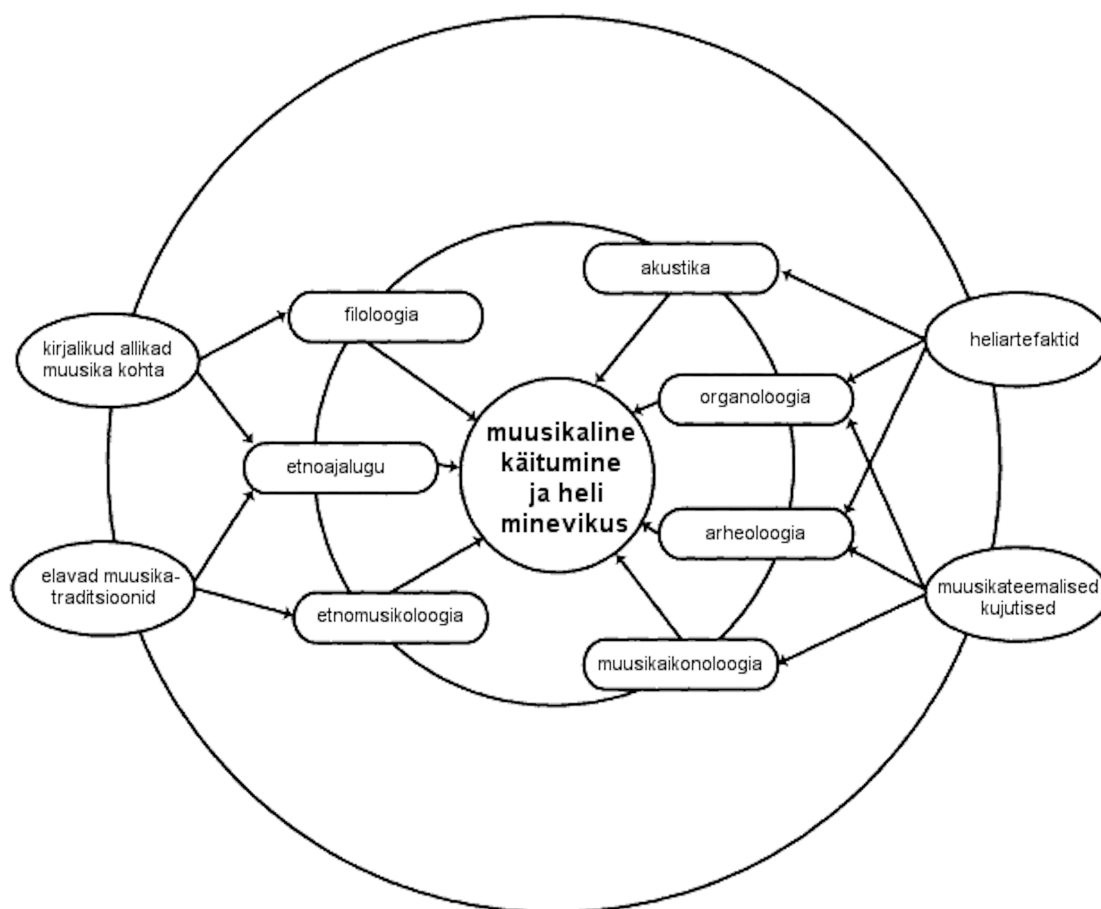 akustika
filoloogia
kirjalikud allikad
muusika kohta
heliartefaktid
organoloogia
muusikaline
käitumine
ja heli
minevikus
etnoajalugu
arheoloogia
elavad muusika-
traditsioonid
muusikateemalised
kujutised
etnomusikoloogia
muusikaikonoloogia